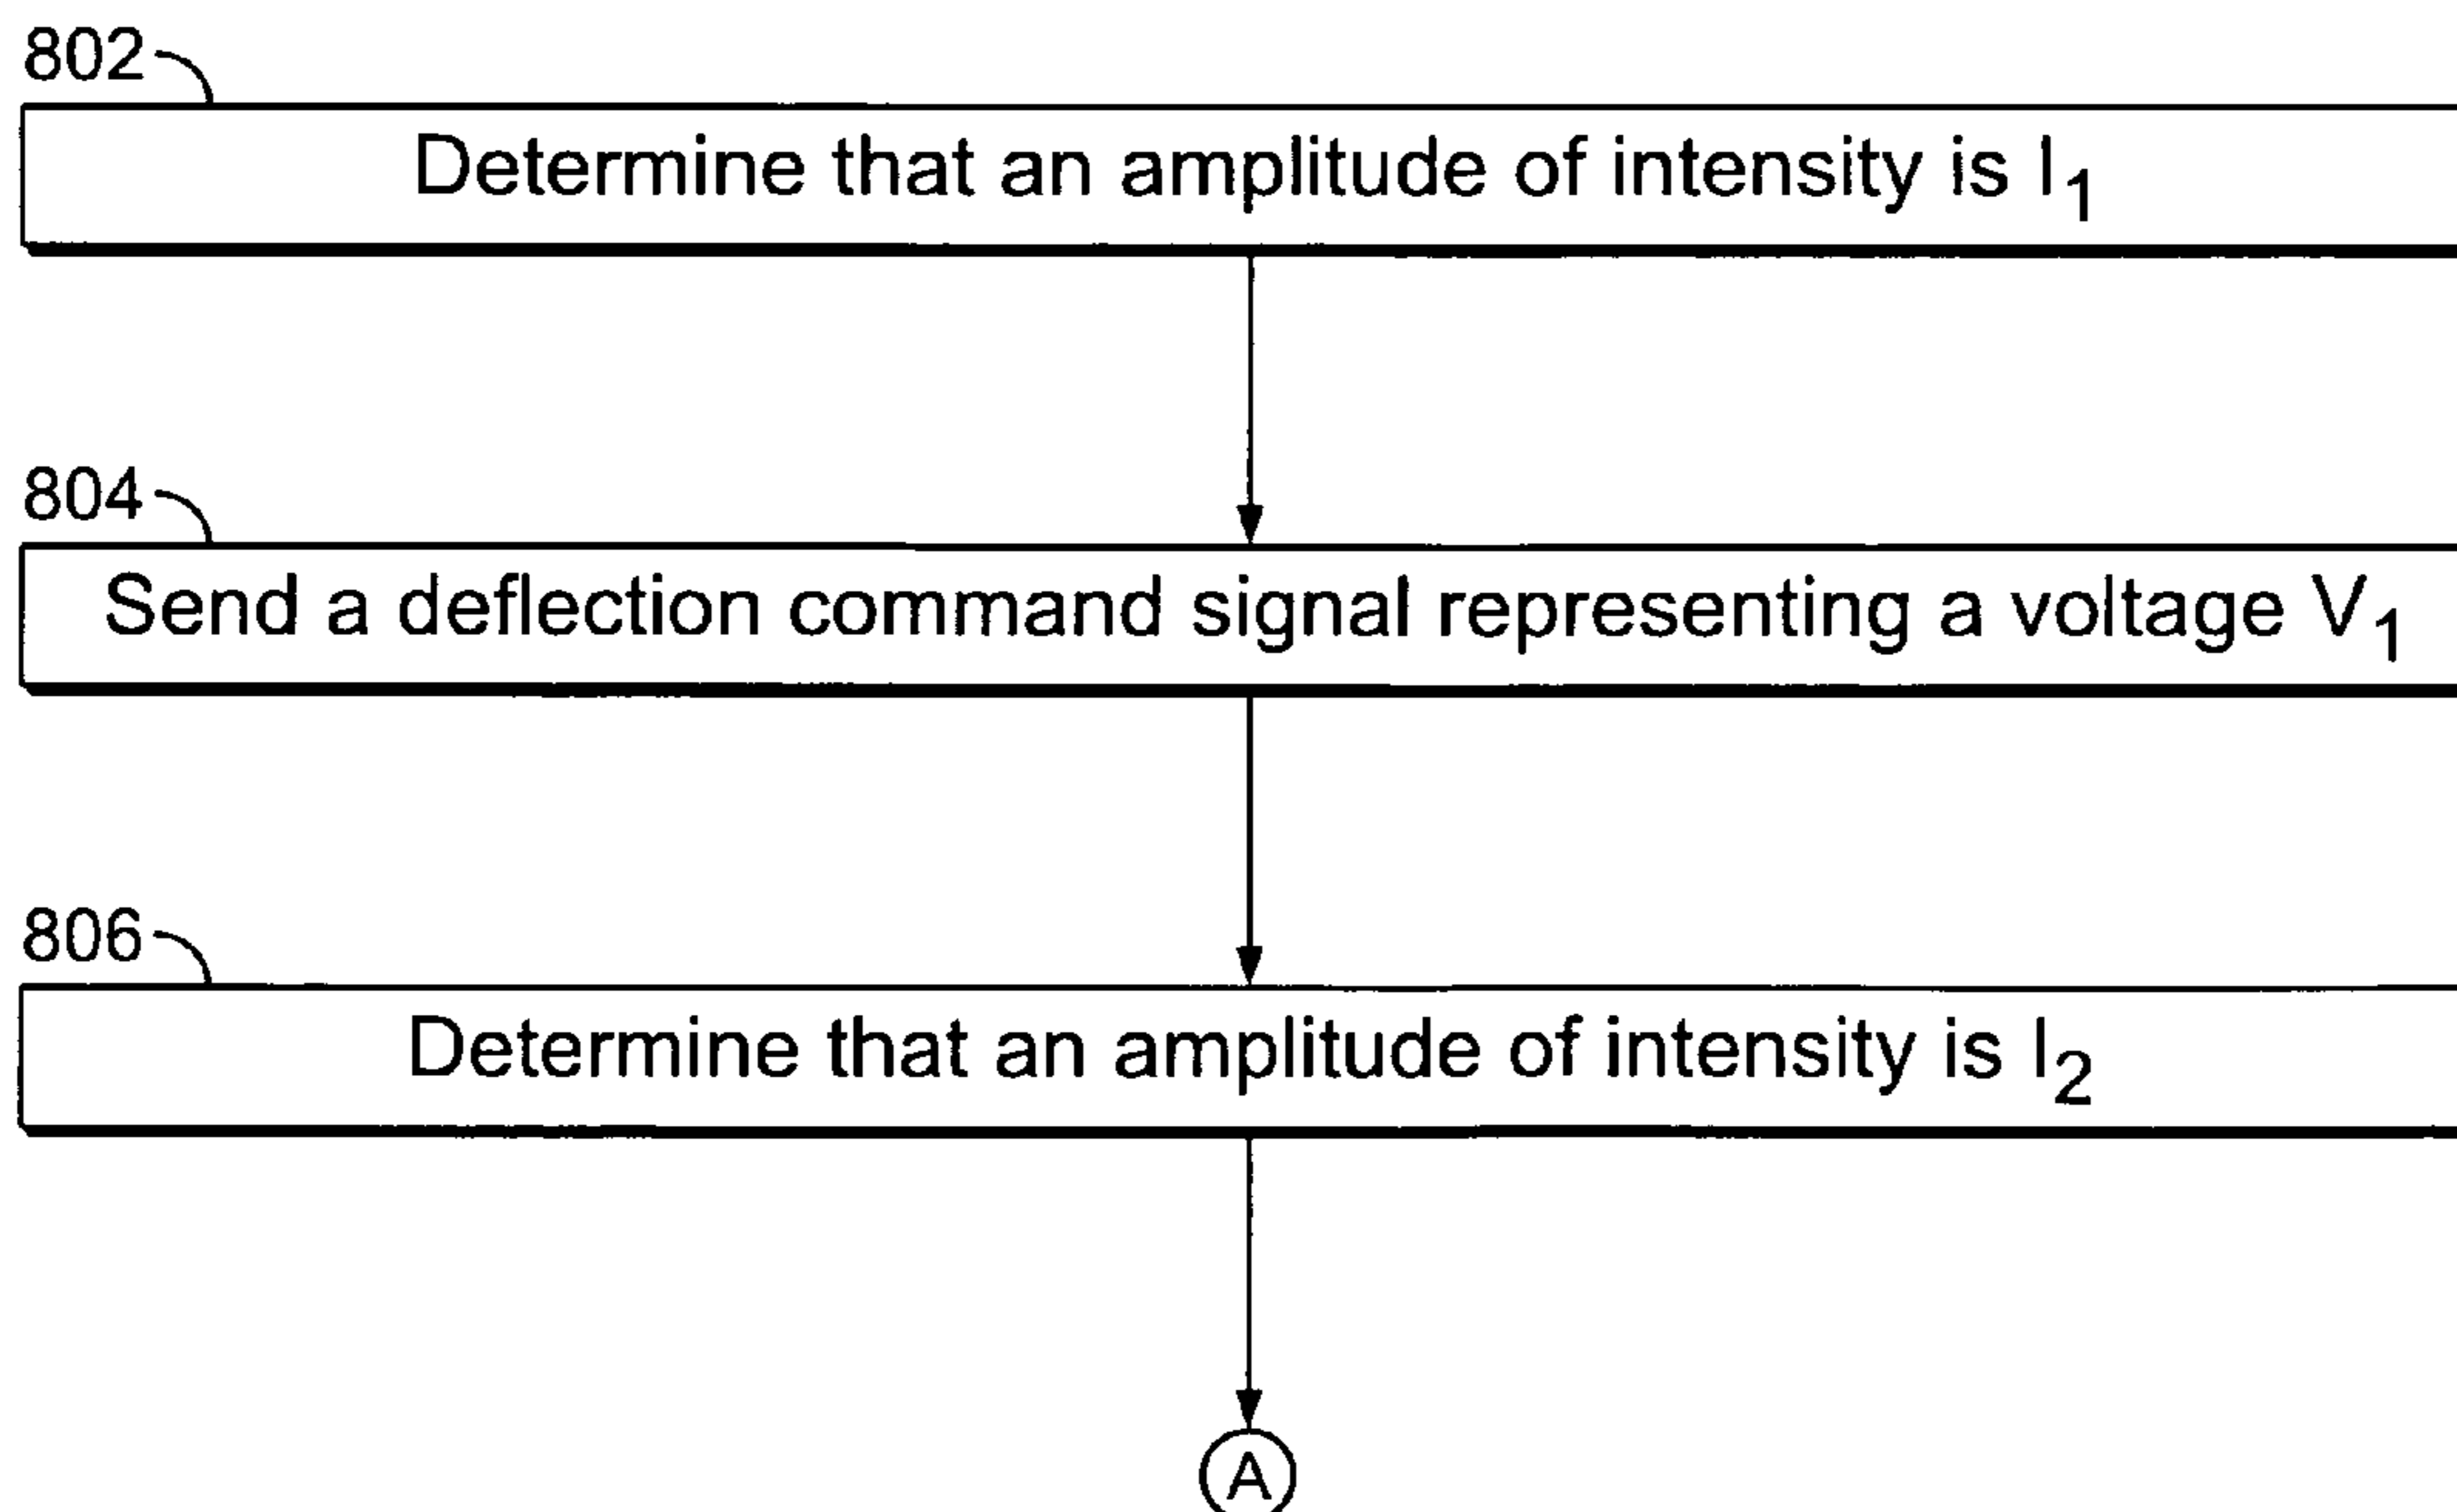 802
Determine that an amplitude of intensity is I₁
804
Send a deflection command signal representing a voltage V₁
806
Determine that an amplitude of intensity is I₂
A